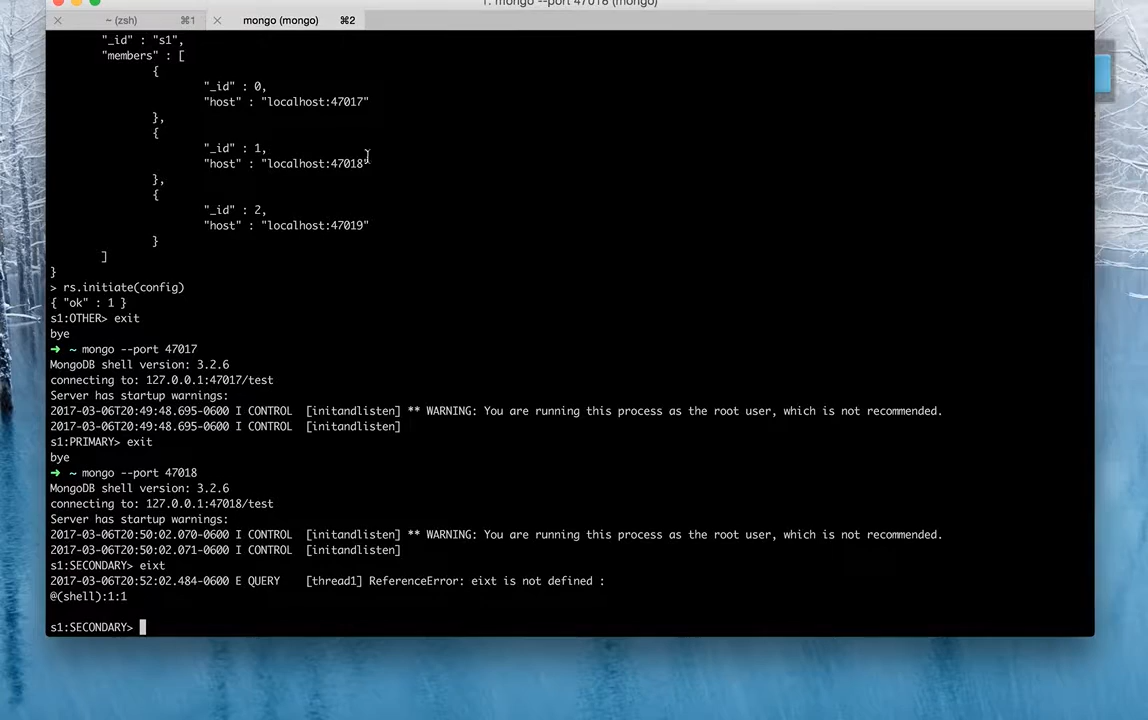 1. mongo --port 47018 (mongo)
~ (zsh) ⌘1 mongo (mongo) ⌘2
"_id" : "s1",
"members" : [
{
"_id" : 0,
"host" : "localhost:47017"
},
{
"_id" : 1,
"host" : "localhost:47018"
},
{
"_id" : 2,
"host" : "localhost:47019"
}
]
}
> rs.initiate(config)
{ "ok" : 1 }
s1:OTHER> exit
bye
➜ ~ mongo --port 47017
MongoDB shell version: 3.2.6
connecting to: 127.0.0.1:47017/test
Server has startup warnings:
2017-03-06T20:49:48.695-0600 I CONTROL [initandlisten] ** WARNING: You are running this process as the root user, which is not recommended.
2017-03-06T20:49:48.695-0600 I CONTROL [initandlisten]
s1:PRIMARY> exit
bye
➜ ~ mongo --port 47018
MongoDB shell version: 3.2.6
connecting to: 127.0.0.1:47018/test
Server has startup warnings:
2017-03-06T20:50:02.070-0600 I CONTROL [initandlisten] ** WARNING: You are running this process as the root user, which is not recommended.
2017-03-06T20:50:02.071-0600 I CONTROL [initandlisten]
s1:SECONDARY> eixt
2017-03-06T20:52:02.484-0600 E QUERY [thread1] ReferenceError: eixt is not defined :
@(shell):1:1
s1:SECONDARY>